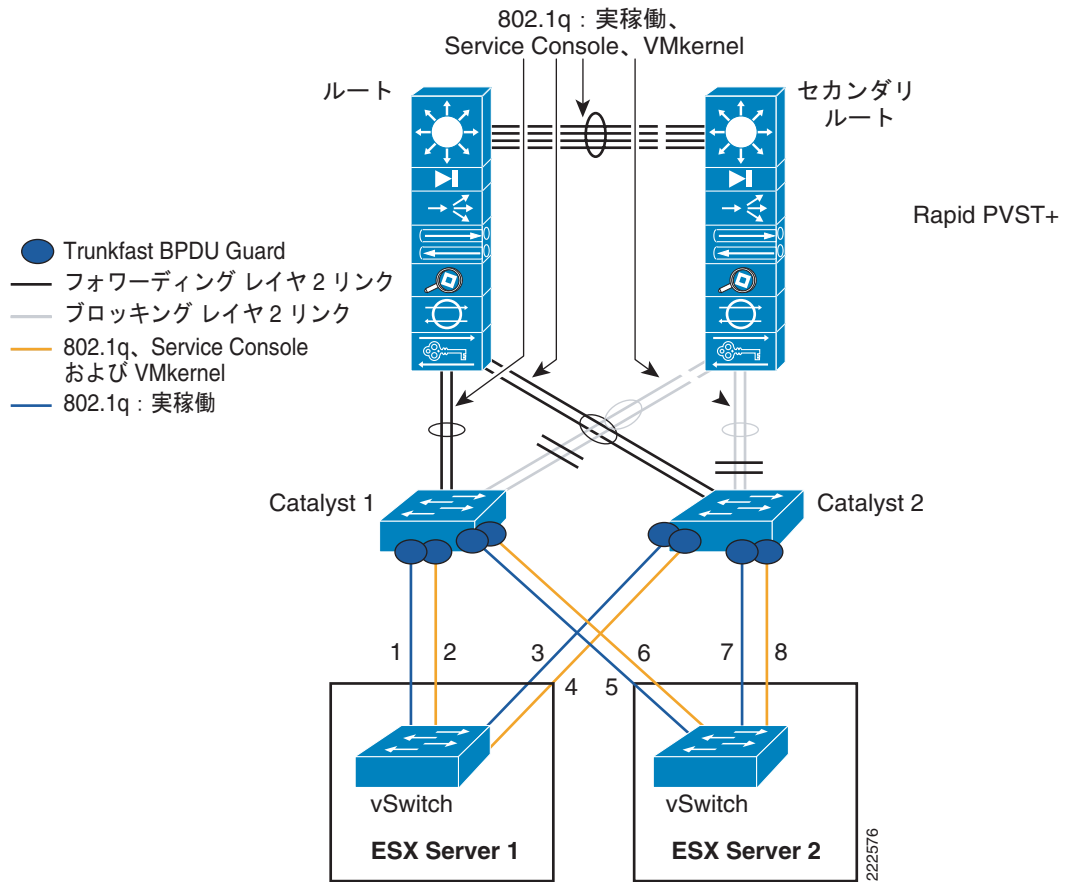 802.1q：実稼働、
Service Console、VMkernel
ルート
セカンダリ
ルート
Rapid PVST+
Trunkfast BPDU Guard
フォワーディング レイヤ 2 リンク
ブロッキング レイヤ 2 リンク
802.1q、Service Console
および VMkernel
802.1q：実稼働
Catalyst 1
Catalyst 2
1
2
3
4
5
6
7
8
vSwitch
vSwitch
ESX Server 1
ESX Server 2
222576